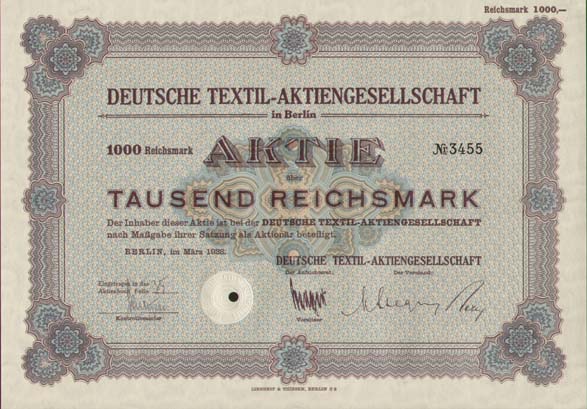 Reichsmark 1000,—
DEUTSCHE TEXTIL-AKTIENGESELLSCHAFT
in Berlin
1000 Reichsmark AKTIE № 3455
über
TAUSEND REICHSMARK
Der Inhaber dieser Aktie ist bei der DEUTSCHE TEXTIL-AKTIENGESELLSCHAFT
nach Maßgabe ihrer Satzung als Aktionär beteiligt.
BERLIN, im März 1938.
DEUTSCHE TEXTIL-AKTIENGESELLSCHAFT
Der Aufsichtsrat: Der Vorstand:
Eingetragen in das
Aktienbuch Folio
Kontrollbeamter
Vorsitzer
BERLIN